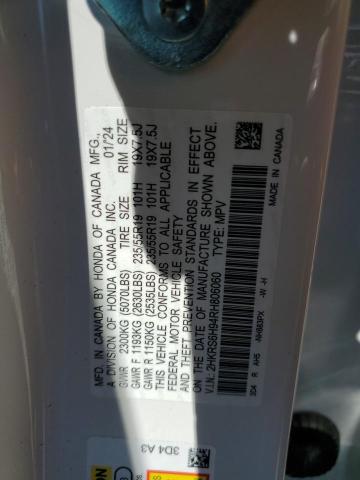 MFD. IN CANADA BY HONDA OF CANADA MFG.,
A DIVISION OF HONDA CANADA INC. 01/24
GVWR 2300KG (5070LBS) TIRE SIZE RIM SIZE
GAWR F 1193KG (2630LBS) 235/55R19 101H 19X7.5J
GAWR R 1150KG (2535LBS) 235/55R19 101H 19X7.5J
THIS VEHICLE CONFORMS TO ALL APPLICABLE
FEDERAL MOTOR VEHICLE SAFETY
AND THEFT PREVENTION STANDARDS IN EFFECT
ON THE DATE OF MANUFACTURE SHOWN ABOVE.
V.I.N.: 2HKRS6H94RH806060 TYPE: MPV
3D4 R AH5 -NH883PX -W -H
MADE IN CANADA
3D4 A3